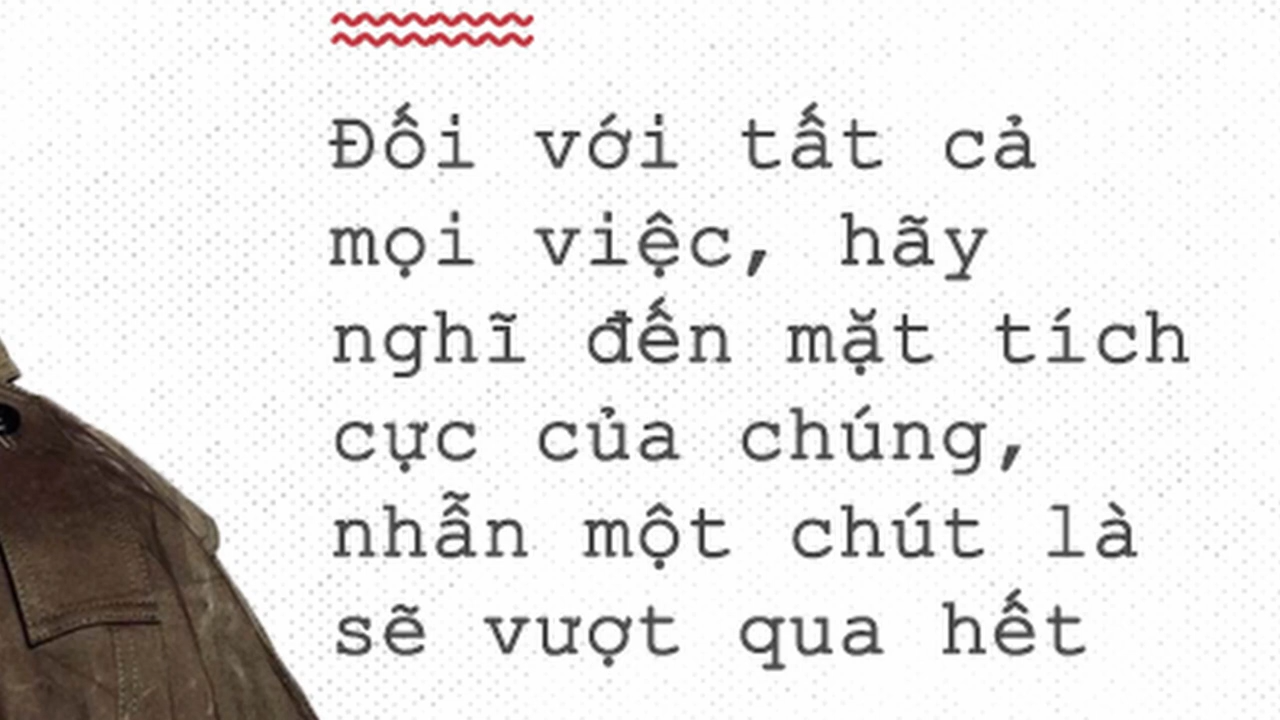 Đối với tất cả
mọi việc, hãy
nghĩ đến mặt tích
cực của chúng,
nhẫn một chút là
sẽ vượt qua hết